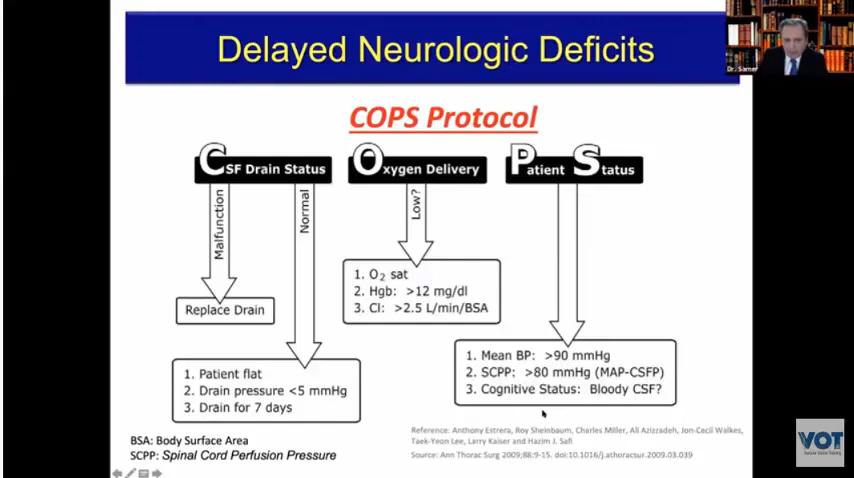 Delayed Neurologic Deficits
Dr. Samer
COPS Protocol
CSF Drain Status
Oxygen Delivery
Patient Status
Malfunction
Normal
Low?
Replace Drain
1. Patient flat
2. Drain pressure <5 mmHg
3. Drain for 7 days
1. O₂ sat
2. Hgb: >12 mg/dl
3. CI: >2.5 L/min/BSA
1. Mean BP: >90 mmHg
2. SCPP: >80 mmHg (MAP-CSFP)
3. Cognitive Status: Bloody CSF?
BSA: Body Surface Area
SCPP: Spinal Cord Perfusion Pressure
Reference: Anthony Estrera, Roy Sheinbaum, Charles Miller, Ali Azizzadeh, Jon-Cecil Walkes,
Taek-Yeon Lee, Larry Kaiser and Hazim J. Safi
Source: Ann Thorac Surg 2009;88:9-15. doi:10.1016/j.athoracsur.2009.03.039
VOT